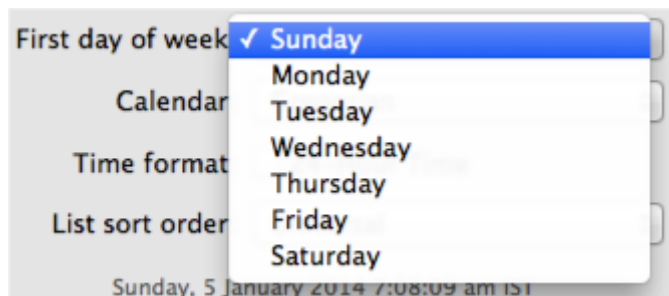 First day of week ✓ Sunday
Monday
Calendar
Tuesday
Wednesday
Time format
Thursday
List sort order
Friday
Saturday
Sunday, 5 January 2014 7:08:09 am IST